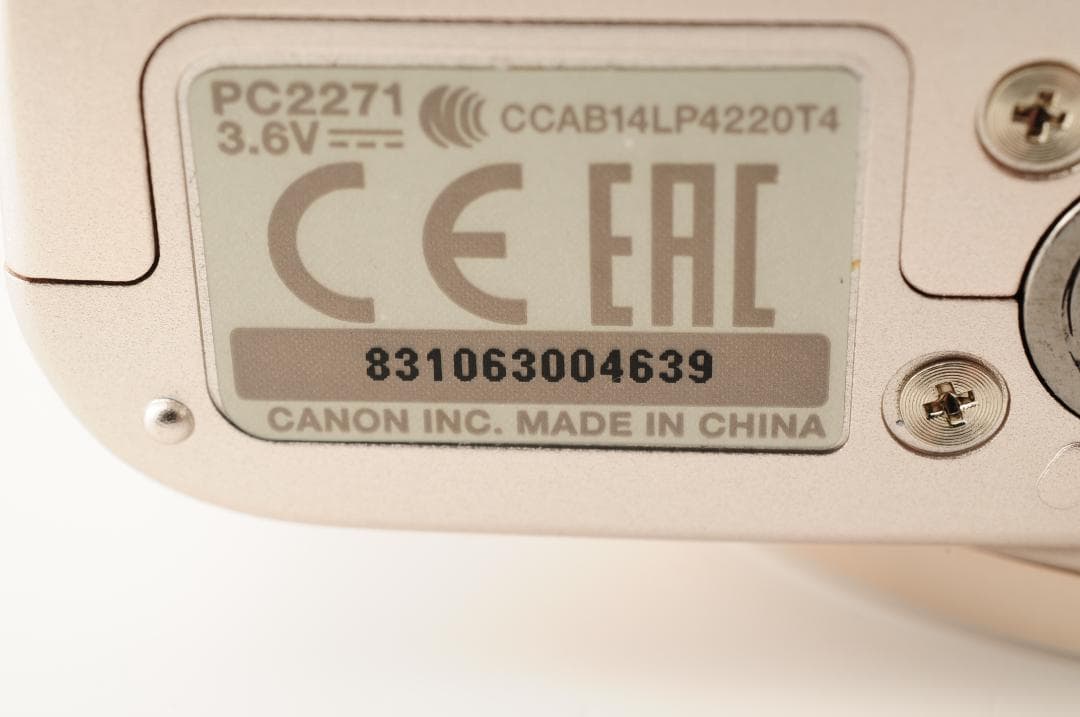 PC2271 CCAB14LP4220T4
3.6V
CE EAC
831063004639
CANON INC. MADE IN CHINA